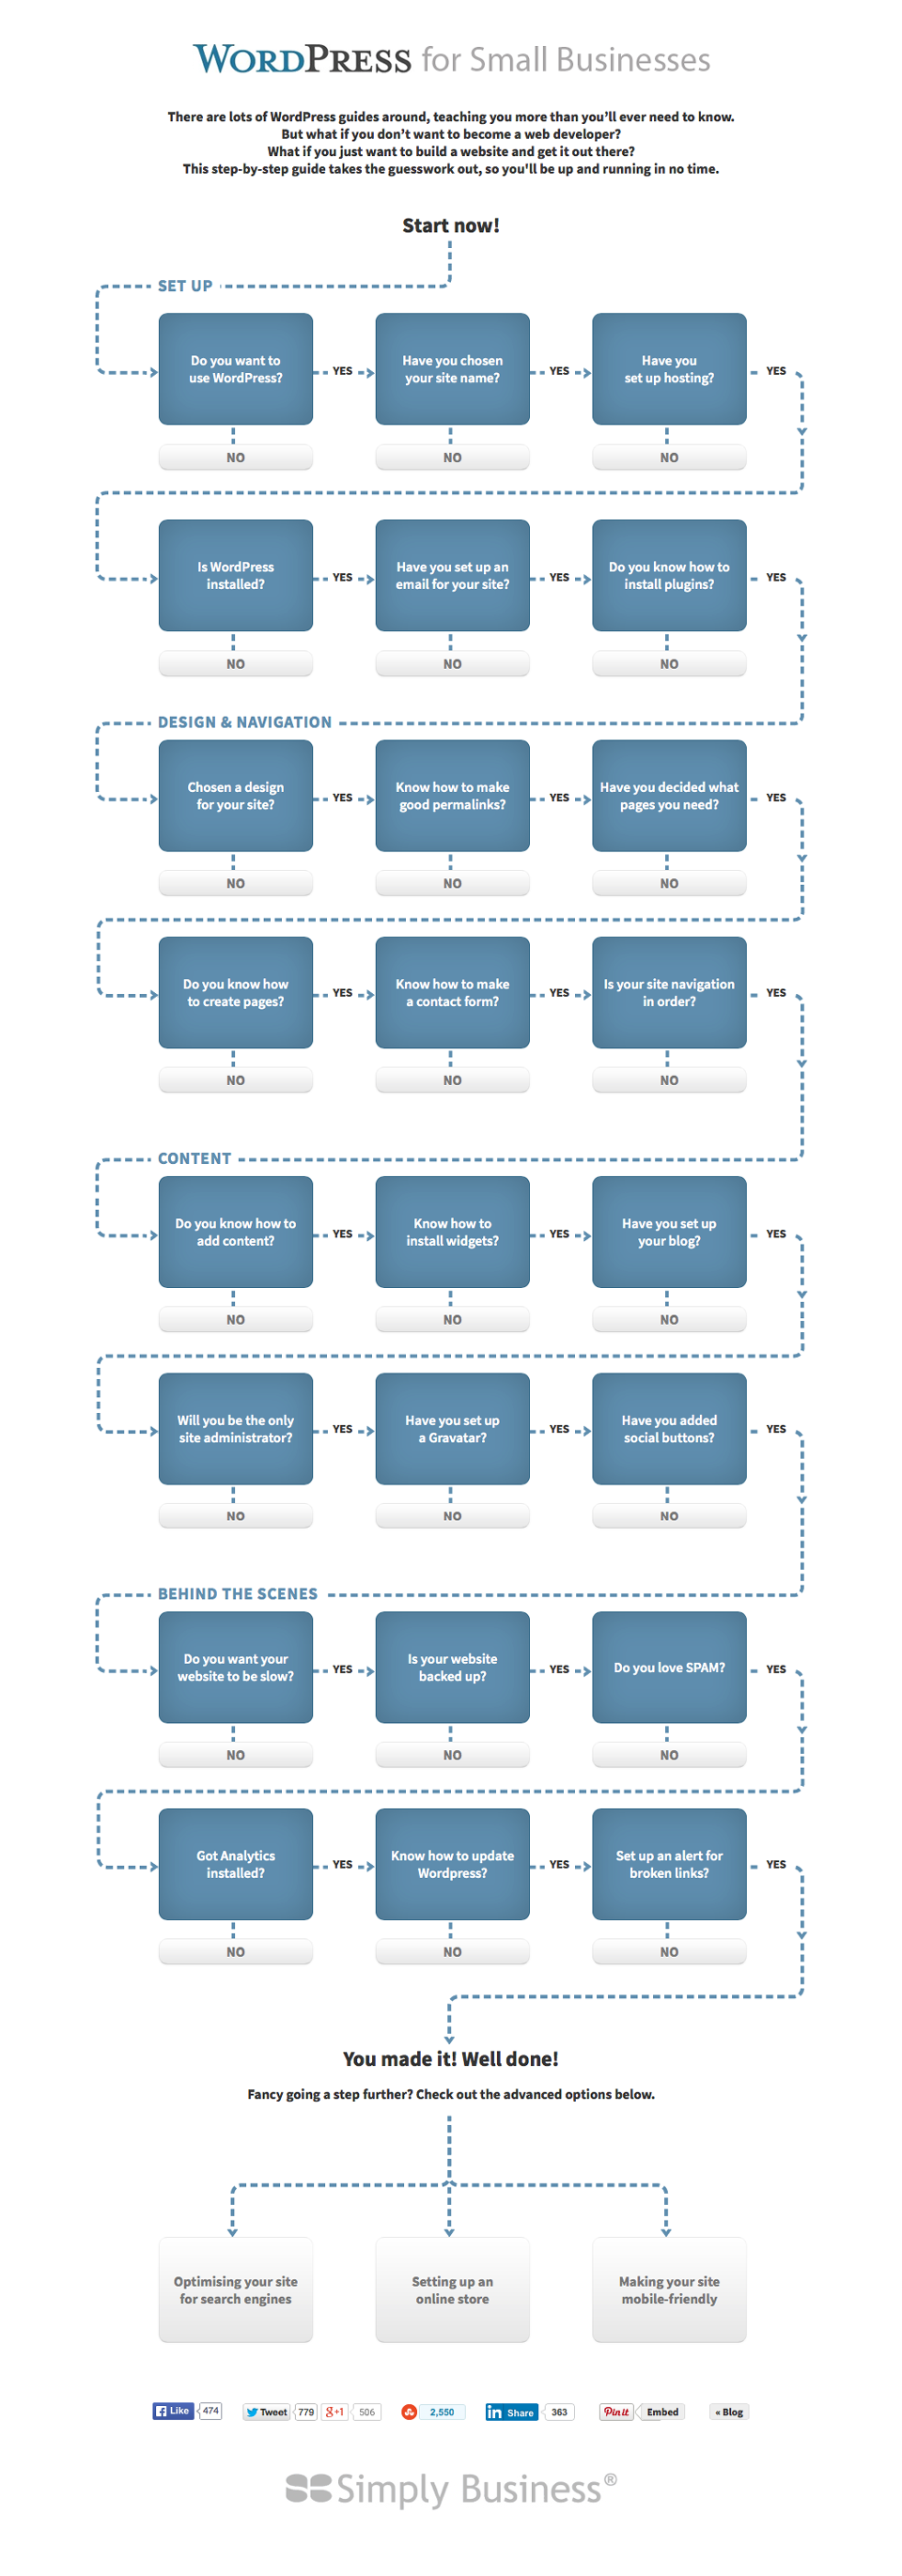 WORDPRESS for Small Businesses
There are lots of WordPress guides around, teaching you more than you’ll ever need to know.
But what if you don’t want to become a web developer?
What if you just want to build a website and get it out there?
This step-by-step guide takes the guesswork out, so you'll be up and running in no time.
Start now!
SET UP
Do you want to
use WordPress?
YES
Have you chosen
your site name?
YES
Have you
set up hosting?
YES
NO
NO
NO
Is WordPress
installed?
YES
Have you set up an
email for your site?
YES
Do you know how to
install plugins?
YES
NO
NO
NO
DESIGN & NAVIGATION
Chosen a design
for your site?
YES
Know how to make
good permalinks?
YES
Have you decided what
pages you need?
YES
NO
NO
NO
Do you know how
to create pages?
YES
Know how to make
a contact form?
YES
Is your site navigation
in order?
YES
NO
NO
NO
CONTENT
Do you know how to
add content?
YES
Know how to
install widgets?
YES
Have you set up
your blog?
YES
NO
NO
NO
Will you be the only
site administrator?
YES
Have you set up
a Gravatar?
YES
Have you added
social buttons?
YES
NO
NO
NO
BEHIND THE SCENES
Do you want your
website to be slow?
YES
Is your website
backed up?
YES
Do you love SPAM?
YES
NO
NO
NO
Got Analytics
installed?
YES
Know how to update
Wordpress?
YES
Set up an alert for
broken links?
YES
NO
NO
NO
You made it! Well done!
Fancy going a step further? Check out the advanced options below.
Optimising your site
for search engines
Setting up an
online store
Making your site
mobile-friendly
Like 474 Tweet 779 g+1 506 2,550 in Share 363 Pin it Embed « Blog
Simply Business®